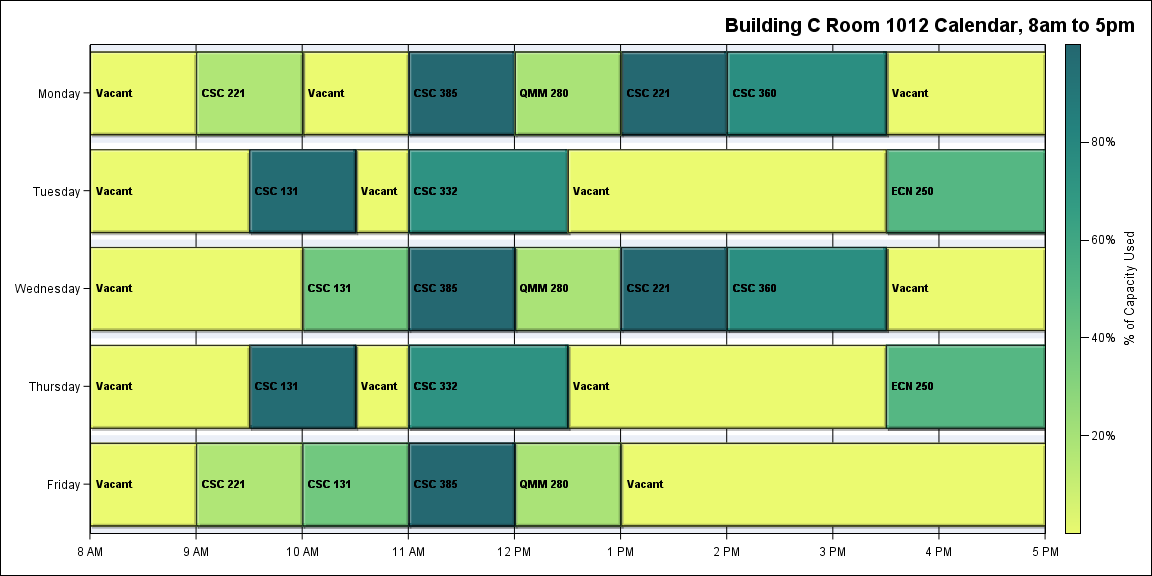 Building C Room 1012 Calendar, 8am to 5pm
Monday
Vacant
CSC 221
Vacant
CSC 385
QMM 280
CSC 221
CSC 360
Vacant
Tuesday
Vacant
CSC 131
Vacant
CSC 332
Vacant
ECN 250
Wednesday
Vacant
CSC 131
CSC 385
QMM 280
CSC 221
CSC 360
Vacant
Thursday
Vacant
CSC 131
Vacant
CSC 332
Vacant
ECN 250
Friday
Vacant
CSC 221
CSC 131
CSC 385
QMM 280
Vacant
8 AM
9 AM
10 AM
11 AM
12 PM
1 PM
2 PM
3 PM
4 PM
5 PM
80%
60%
40%
20%
% of Capacity Used